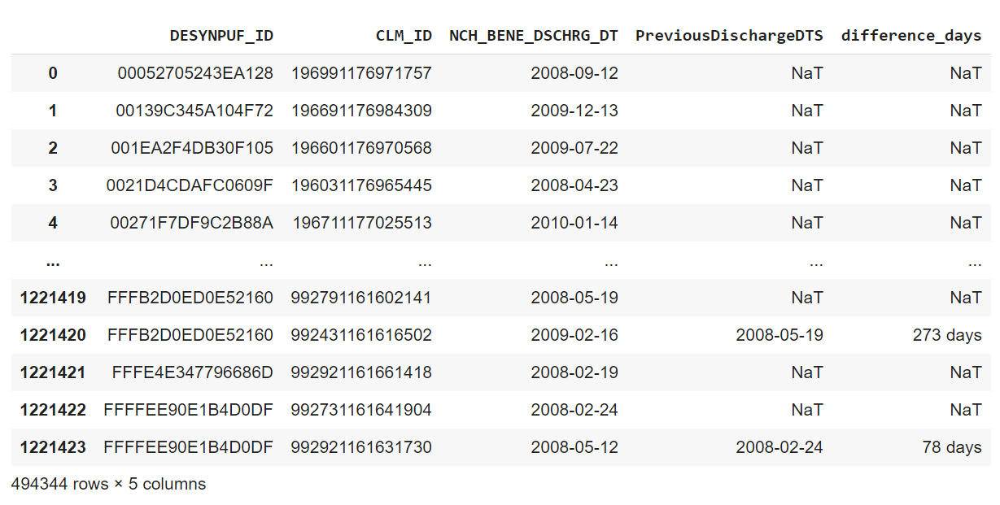 DESYNPUF_ID CLM_ID NCH_BENE_DSCHRG_DT PreviousDischargeDTS difference_days
0 00052705243EA128 196991176971757 2008-09-12 NaT NaT
1 00139C345A104F72 196691176984309 2009-12-13 NaT NaT
2 001EA2F4DB30F105 196601176970568 2009-07-22 NaT NaT
3 0021D4CDAFC0609F 196031176965445 2008-04-23 NaT NaT
4 00271F7DF9C2B88A 196711177025513 2010-01-14 NaT NaT
... ... ... ... ... ...
1221419 FFFB2D0ED0E52160 992791161602141 2008-05-19 NaT NaT
1221420 FFFB2D0ED0E52160 992431161616502 2009-02-16 2008-05-19 273 days
1221421 FFFE4E347796686D 992921161661418 2008-02-19 NaT NaT
1221422 FFFFEE90E1B4D0DF 992731161641904 2008-02-24 NaT NaT
1221423 FFFFEE90E1B4D0DF 992921161631730 2008-05-12 2008-02-24 78 days
494344 rows × 5 columns